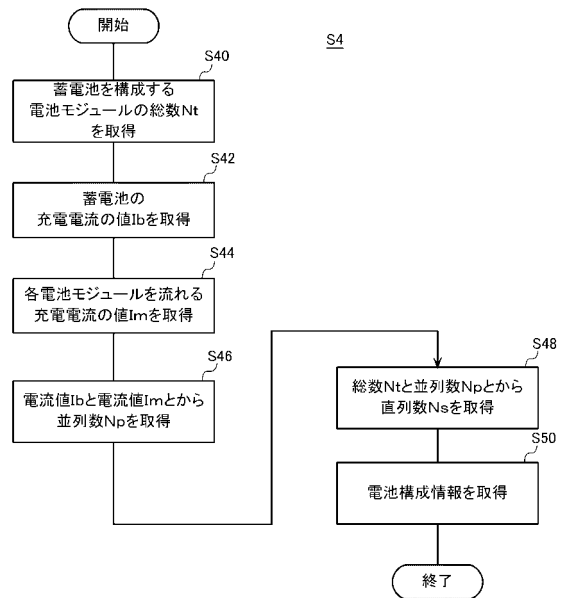 開始
S4
S40
蓄電池を構成する
電池モジュールの総数Nt
を取得
S42
蓄電池の
充電電流の値Ibを取得
S44
各電池モジュールを流れる
充電電流の値Imを取得
S46
電流値Ibと電流値Imとから
並列数Npを取得
S48
総数Ntと並列数Npとから
直列数Nsを取得
S50
電池構成情報を取得
終了